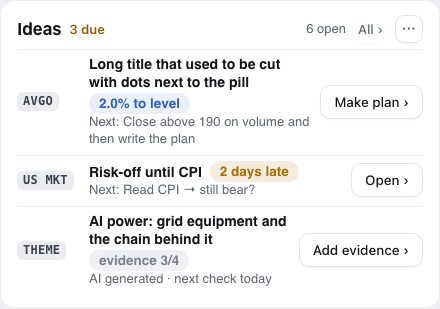 Ideas 3 due 6 open All › ···
Long title that used to be cut
with dots next to the pill
AVGO 2.0% to level Make plan ›
Next: Close above 190 on volume and
then write the plan
US MKT Risk-off until CPI 2 days late Open ›
Next: Read CPI → still bear?
AI power: grid equipment and
the chain behind it
THEME evidence 3/4 Add evidence ›
AI generated · next check today